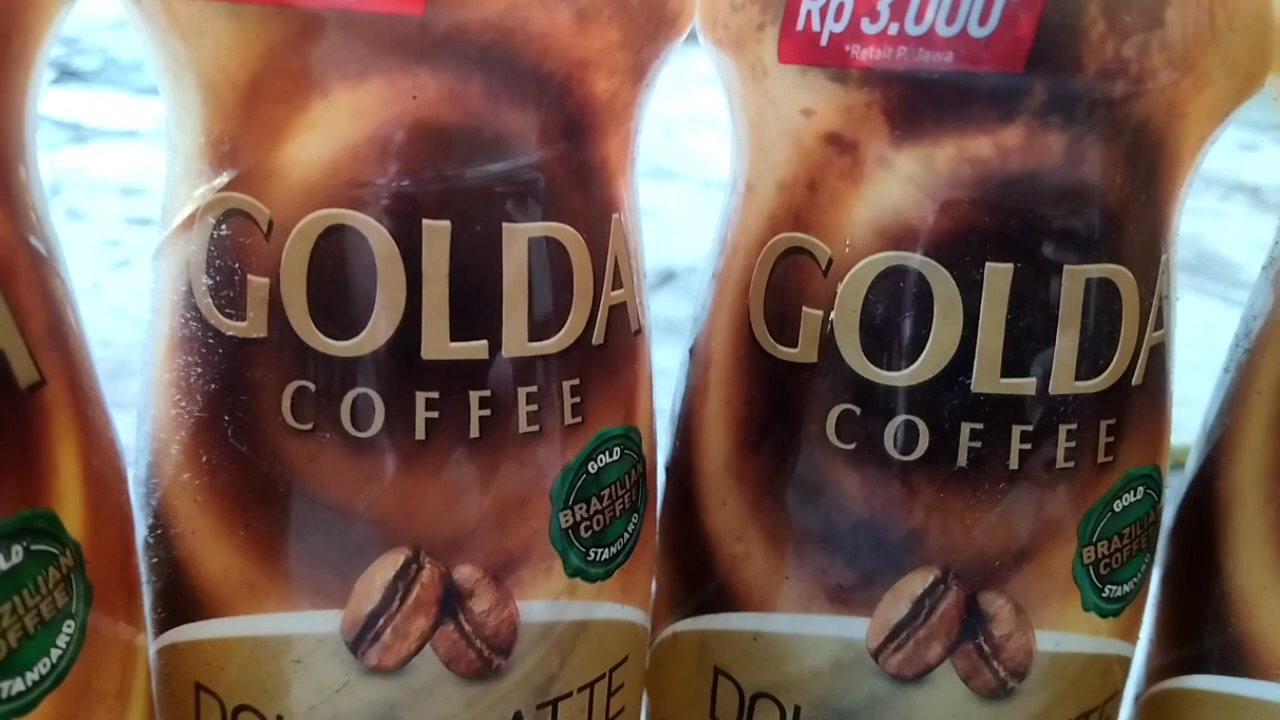 Rp 3.000*
*Retail P. Jawa
GOLDA
COFFEE
GOLD
BRAZILIAN
COFFEE
STANDARD
GOLDA
COFFEE
GOLD
BRAZILIAN
COFFEE
STANDARD